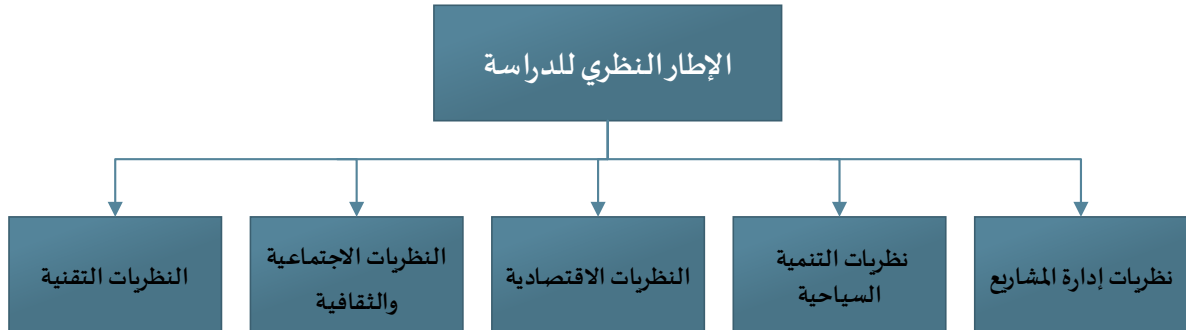 الإطار النظري للدراسة
نظريات إدارة المشاريع
نظريات التنمية
السياحية
النظريات الاقتصادية
النظريات الاجتماعية
والثقافية
النظريات التقنية